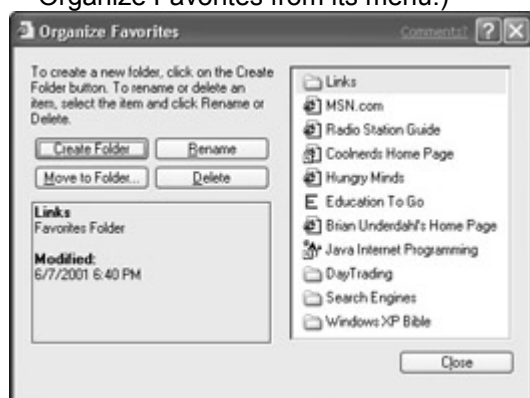 Organize Favorites from its menu.)
Organize Favorites
Comments?
To create a new folder, click on the Create
Folder button. To rename or delete an
item, select the item and click Rename or
Delete.
Create Folder
Rename
Move to Folder...
Delete
Links
Favorites Folder
Modified:
6/7/2001 6:40 PM
Links
MSN.com
Radio Station Guide
Coolnerds Home Page
Hungry Minds
Education To Go
Brian Underdahl's Home Page
Java Internet Programming
DayTrading
Search Engines
Windows XP Bible
Close